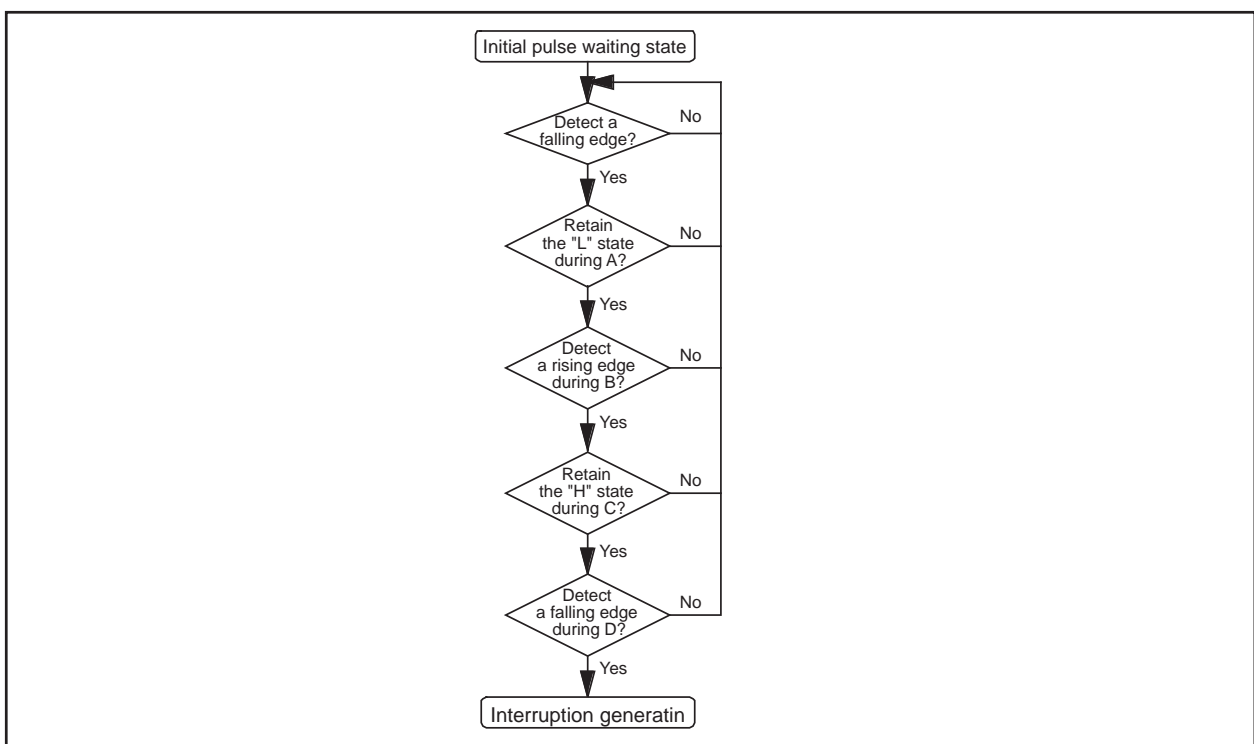 Initial pulse waiting state
Detect a
falling edge?
No
Yes
Retain
the "L" state
during A?
No
Yes
Detect
a rising edge
during B?
No
Yes
Retain
the "H" state
during C?
No
Yes
Detect
a falling edge
during D?
No
Yes
Interruption generatin